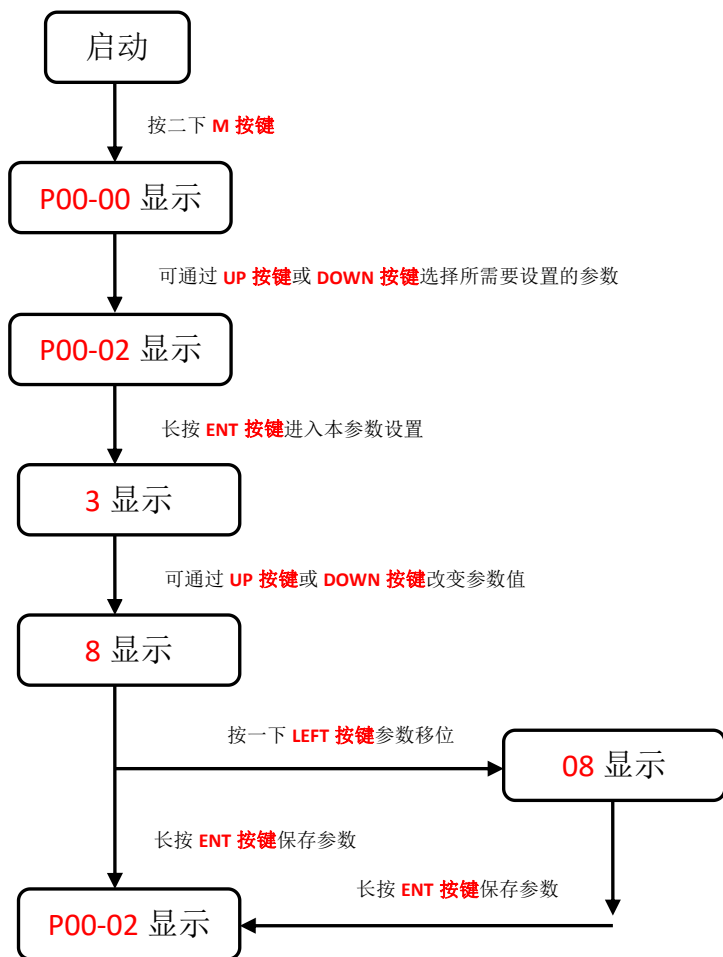 启动
按二下 M 按键
P00-00 显示
可通过 UP 按键或 DOWN 按键选择所需要设置的参数
P00-02 显示
长按 ENT 按键进入本参数设置
3 显示
可通过 UP 按键或 DOWN 按键改变参数值
8 显示
按一下 LEFT 按键参数移位
08 显示
长按 ENT 按键保存参数
长按 ENT 按键保存参数
P00-02 显示